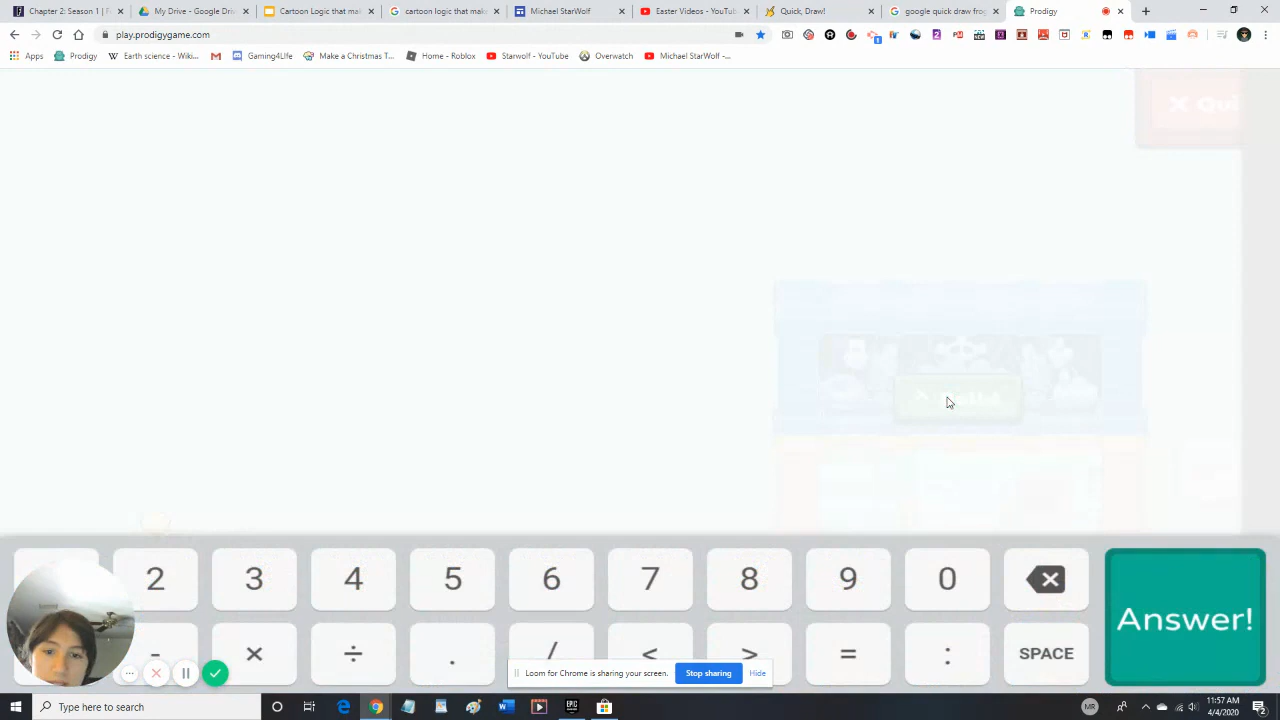 Chapter 2: Season 1 | F
My Drive - Google Driv
Cartoon Logic that mak
cartoon logic that make
Michael StarWolf
Easter Videos - YouTub
Quick, Draw!
google quick draw frog
Prodigy
play.prodigygame.com
Apps
Prodigy
Earth science - Wiki...
Gaming4Life
Make a Christmas T...
Home - Roblox
Starwolf - YouTube
Overwatch
Michael StarWolf -...
2 3 4 5 6 7 8 9 0
Answer!
- × ÷ . / < > = : SPACE
Loom for Chrome is sharing your screen.
Stop sharing
Hide
Type here to search
MR
11:57 AM
4/4/2020